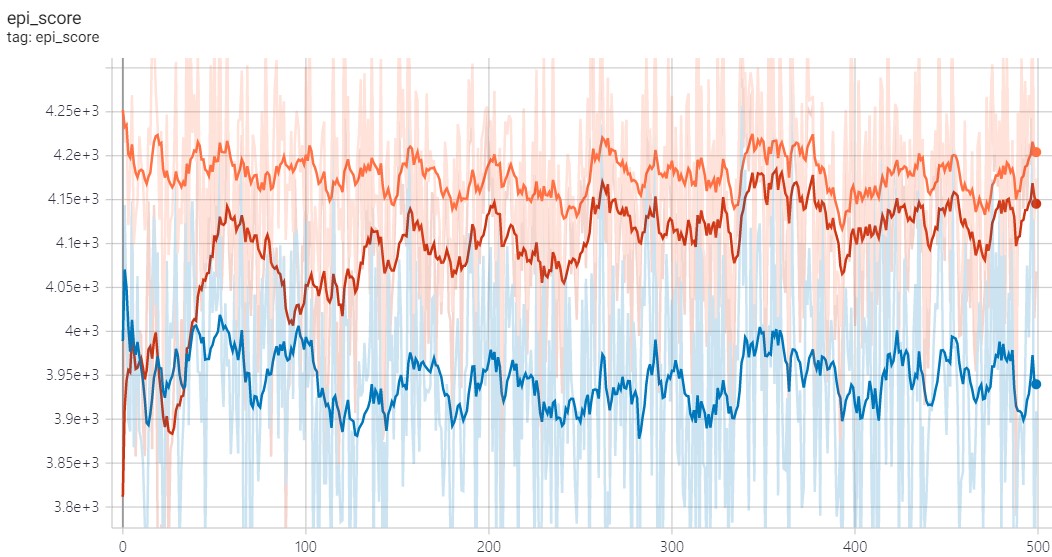 epi_score
tag: epi_score
4.25e+3
4.2e+3
4.15e+3
4.1e+3
4.05e+3
4e+3
3.95e+3
3.9e+3
3.85e+3
3.8e+3
0 100 200 300 400 500